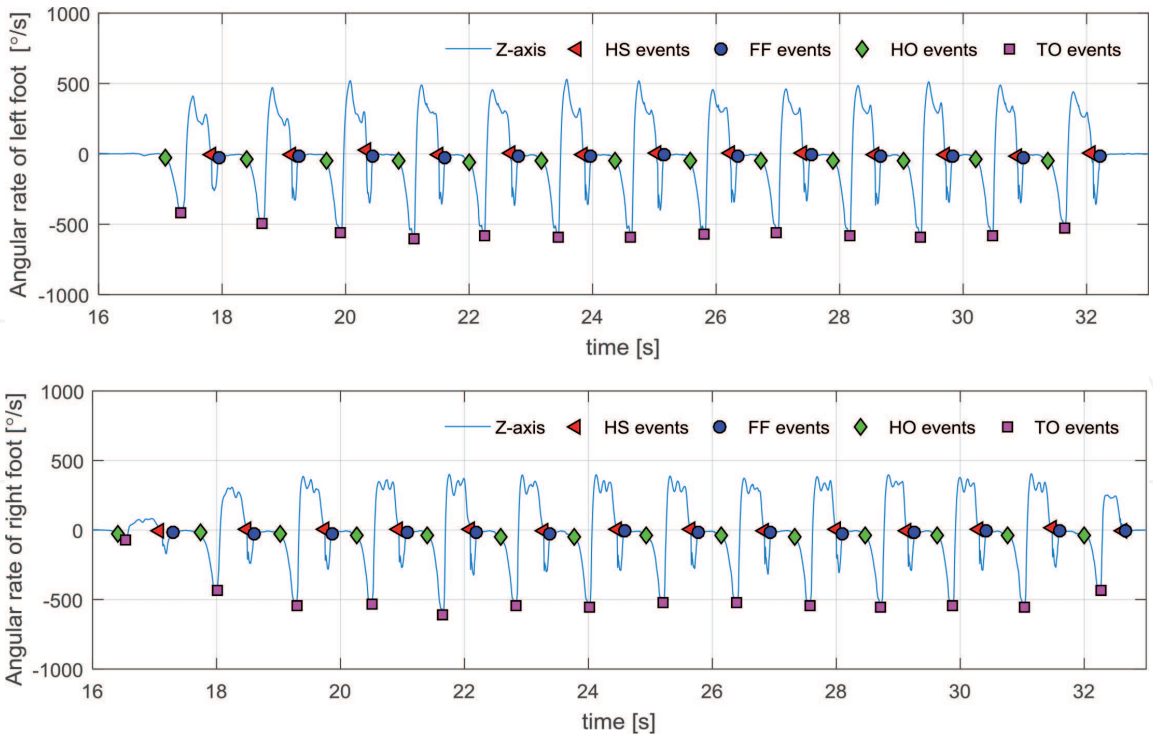 1000
Z-axis HS events FF events HO events TO events
500
0
-500
-1000
Angular rate of left foot [°/s]
16 18 20 22 24 26 28 30 32
time [s]
1000
Z-axis HS events FF events HO events TO events
500
0
-500
-1000
Angular rate of right foot [°/s]
16 18 20 22 24 26 28 30 32
time [s]